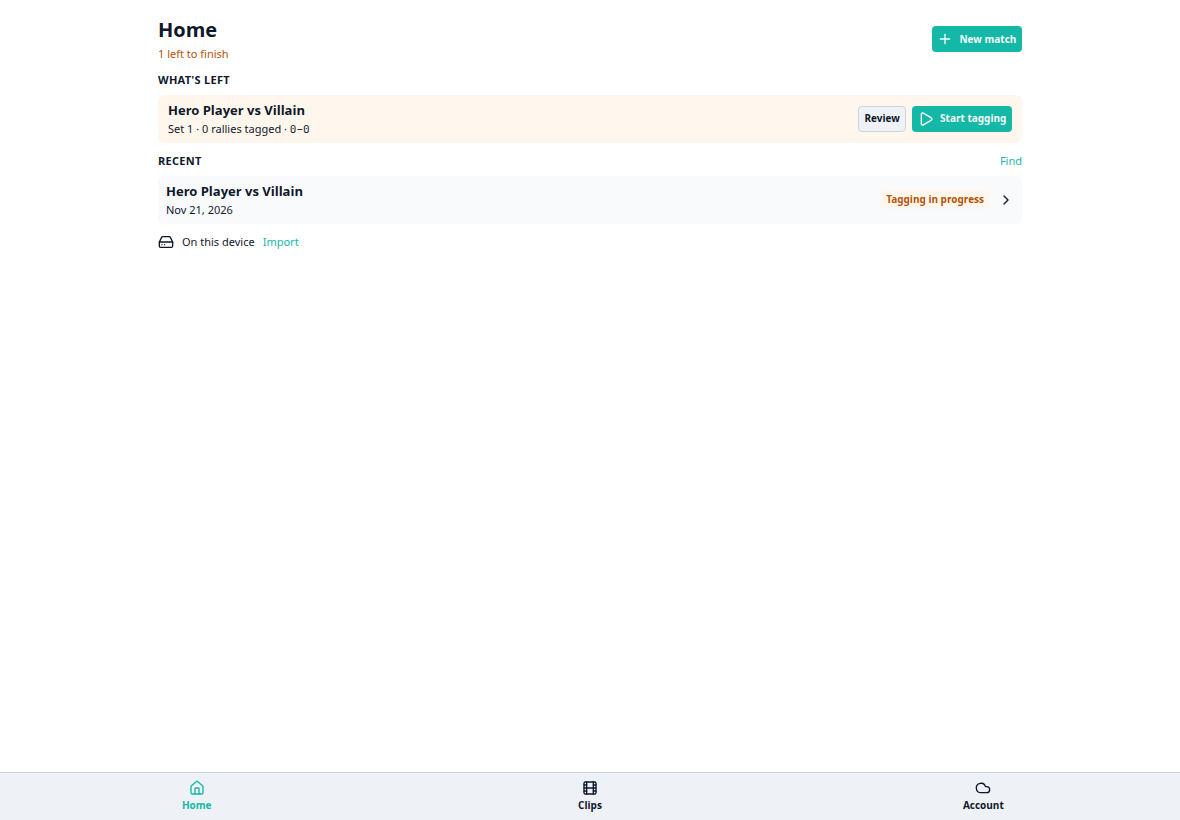 Home
1 left to finish
New match
WHAT'S LEFT
Hero Player vs Villain
Set 1 · 0 rallies tagged · 0–0
Review
Start tagging
RECENT
Find
Hero Player vs Villain
Nov 21, 2026
Tagging in progress
On this device Import
Home
Clips
Account